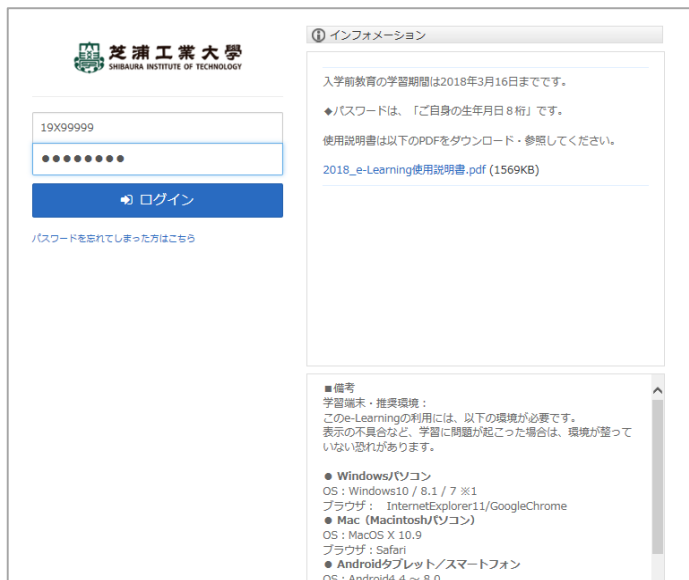 芝浦工業大學
SHIBAURA INSTITUTE OF TECHNOLOGY
19X99999
●●●●●●●●
ログイン
パスワードを忘れてしまった方はこちら
インフォメーション
入学前教育の学習期間は2018年3月16日までです。
◆パスワードは、「ご自身の生年月日８桁」です。
使用説明書は以下のPDFをダウンロード・参照してください。
2018_e-Learning使用説明書.pdf (1569KB)
■備考
学習端末・推奨環境：
このe-Learningの利用には、以下の環境が必要です。
表示の不具合など、学習に問題が起こった場合は、環境が整って
いない恐れがあります。
● Windowsパソコン
OS：Windows10 / 8.1 / 7 ※1
ブラウザ： InternetExplorer11/GoogleChrome
● Mac（Macintoshパソコン）
OS：MacOS X 10.9
ブラウザ：Safari
● Androidタブレット／スマートフォン
OS：Android4.4 ～ 8.0